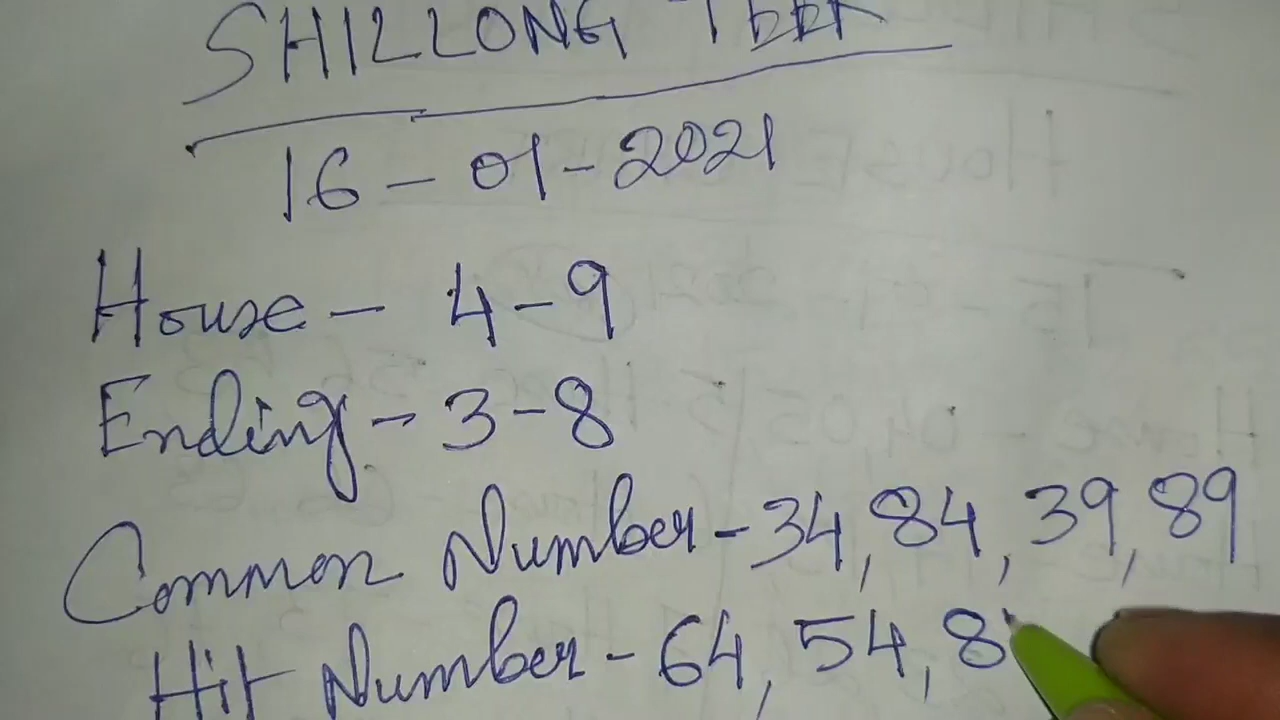 SHILLONG TEER
16-01-2021
House - 4-9
Ending - 3-8
Common Number - 34, 84, 39, 89
Hit Number - 64, 54, 8